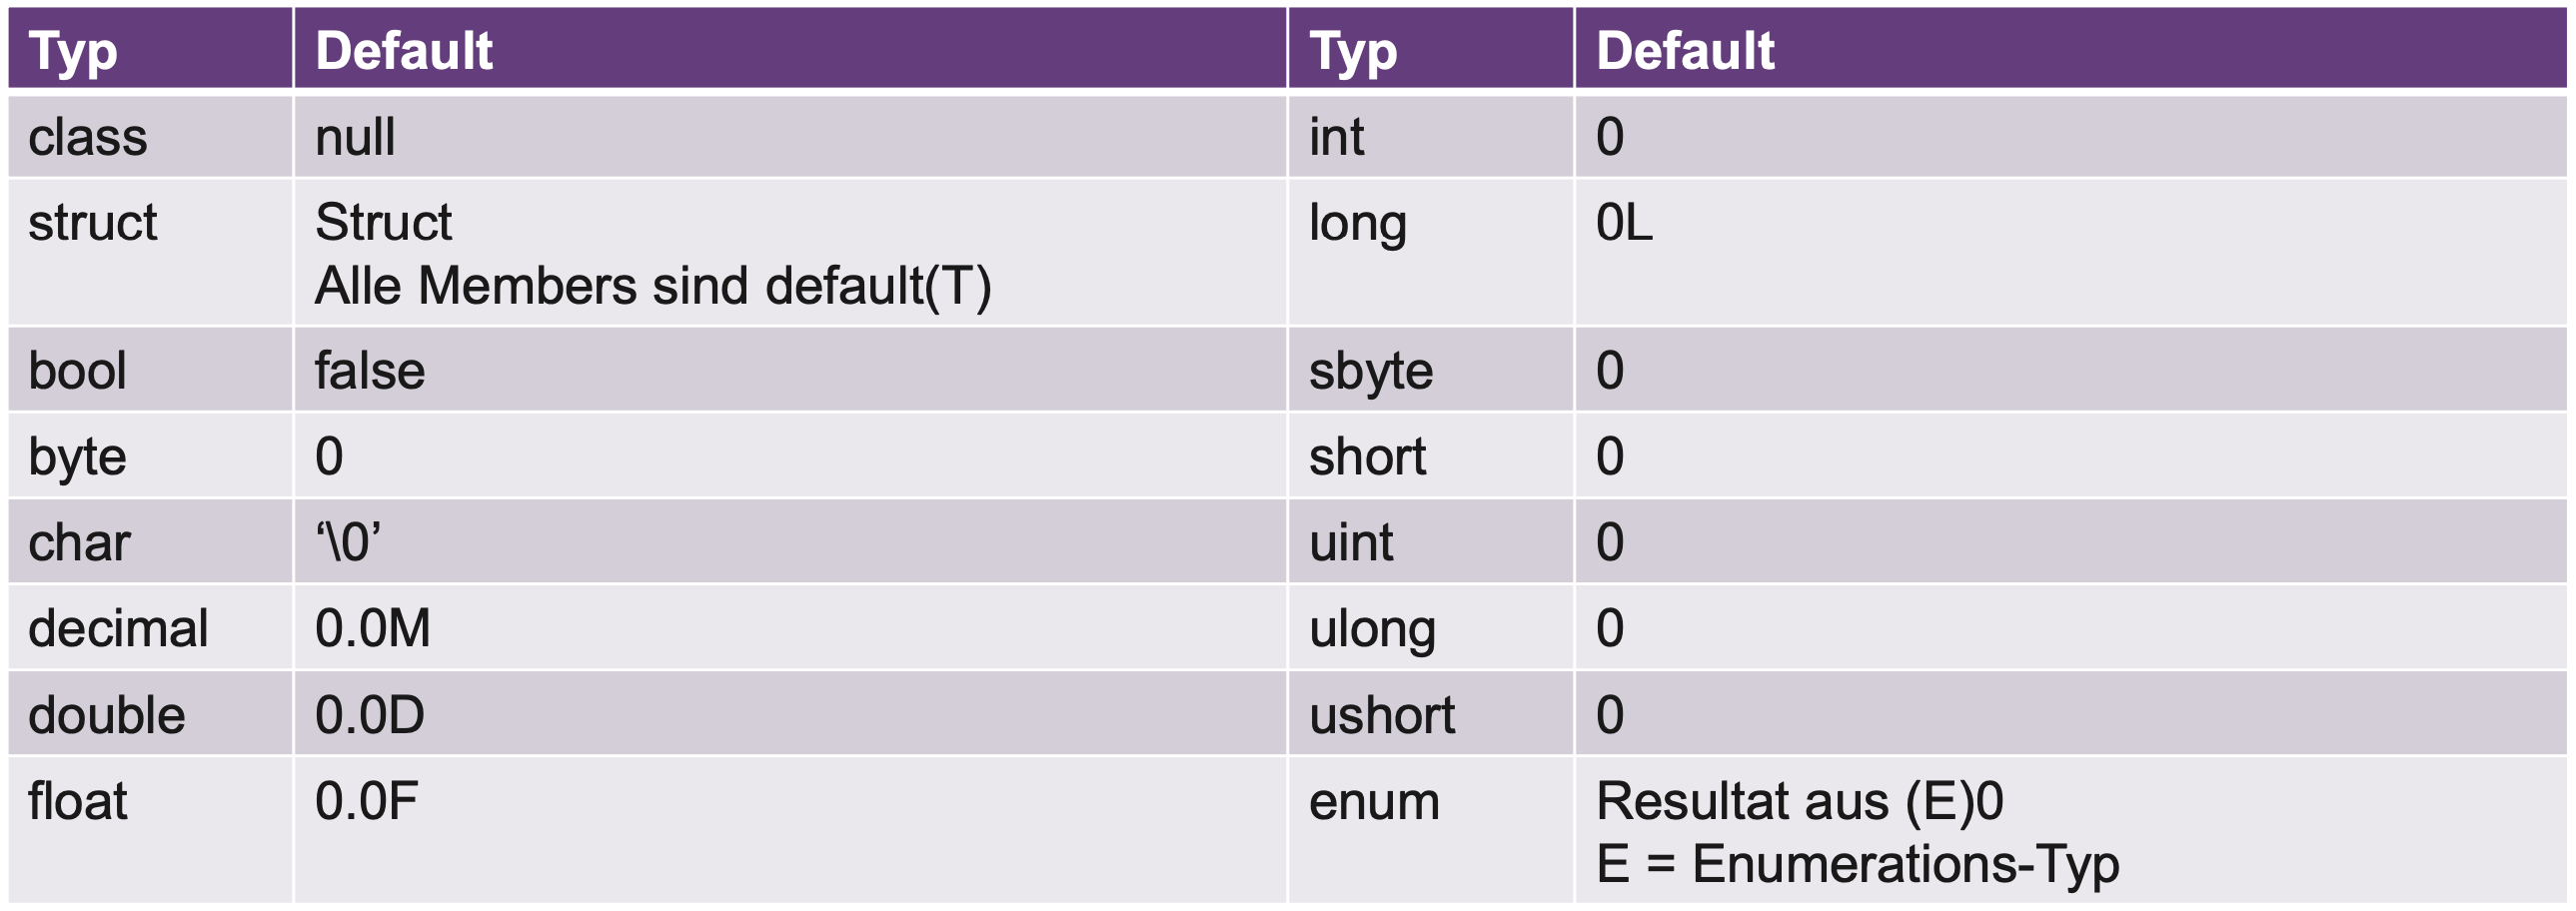 Typ Default Typ Default
class null int 0
struct Struct long 0L
Alle Members sind default(T)
bool false sbyte 0
byte 0 short 0
char ‘\0’ uint 0
decimal 0.0M ulong 0
double 0.0D ushort 0
float 0.0F enum Resultat aus (E)0
E = Enumerations-Typ